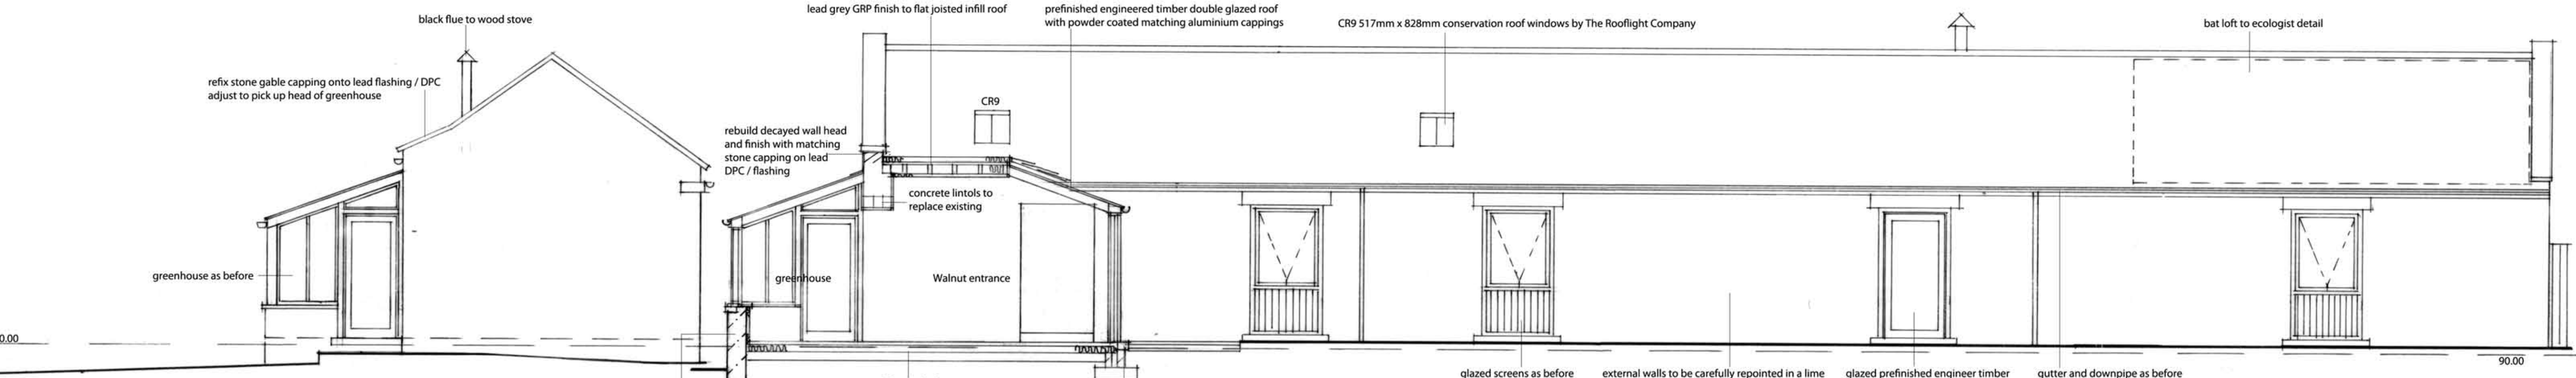 black flue to wood stove
refix stone gable capping onto lead flashing / DPC
adjust to pick up head of greenhouse
greenhouse as before
0.00
lead grey GRP finish to flat joisted infill roof
prefinished engineered timber double glazed roof
with powder coated matching aluminium cappings
CR9 517mm x 828mm conservation roof windows by The Rooflight Company
bat loft to ecologist detail
CR9
rebuild decayed wall head
and finish with matching
stone capping on lead
DPC / flashing
concrete lintols to
replace existing
greenhouse
Walnut entrance
90.00
glazed screens as before
external walls to be carefully repointed in a lime
glazed prefinished engineer timber
gutter and downpipe as before